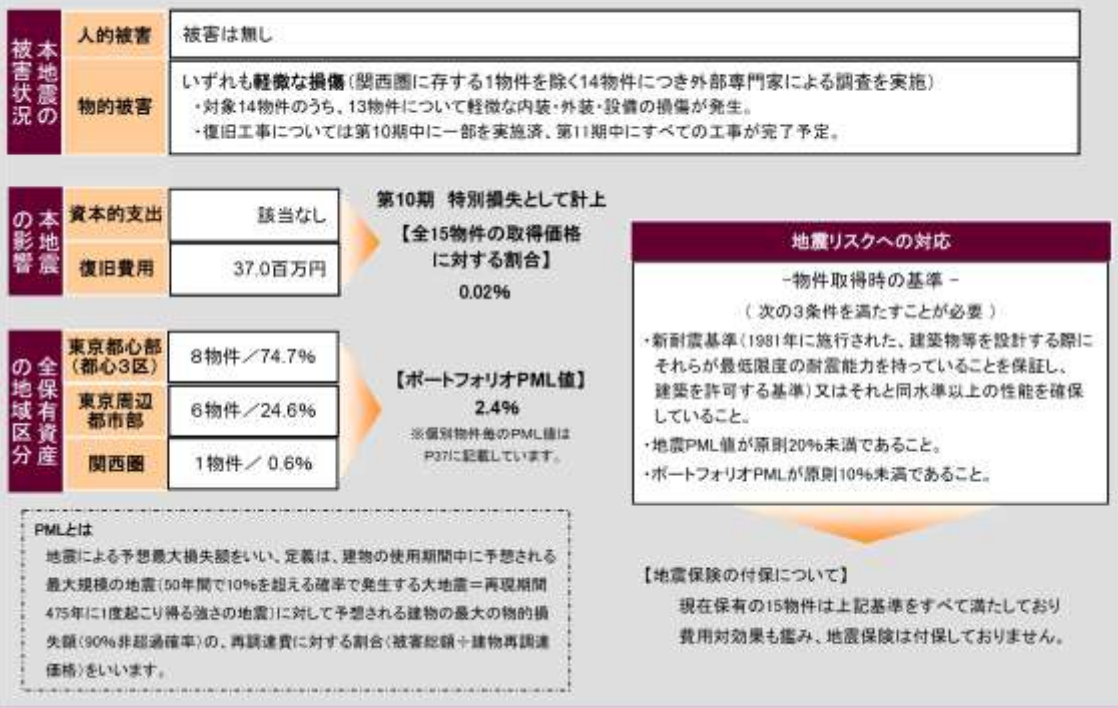 本地震の
被害状況
人的被害
被害は無し
物的被害
いずれも軽微な損傷（関西圏に存する1物件を除く14物件につき外部専門家による調査を実施）
・対象14物件のうち、13物件について軽微な内装・外装・設備の損傷が発生。
・復旧工事については第10期中に一部を実施済、第11期中にすべての工事が完了予定。
本地震
の影響
資本的支出
該当なし
復旧費用
37.0百万円
第10期　特別損失として計上
【全15物件の取得価格
に対する割合】
0.02%
全保有資産
の地域区分
東京都心部
（都心3区）
8物件／74.7%
東京周辺
都市部
6物件／24.6%
関西圏
1物件／ 0.6%
【ポートフォリオPML値】
2.4%
※個別物件毎のPML値は
P37に記載しています。
地震リスクへの対応
-物件取得時の基準 -
（ 次の3条件を満たすことが必要 ）
・新耐震基準（1981年に施行された、建築物等を設計する際に
それらが最低限度の耐震能力を持っていることを保証し、
建築を許可する基準）又はそれと同水準以上の性能を確保
していること。
・地震PML値が原則20%未満であること。
・ポートフォリオPMLが原則10%未満であること。
PMLとは
地震による予想最大損失額をいい、定義は、建物の使用期間中に予想される
最大規模の地震（50年間で10%を超える確率で発生する大地震＝再現期間
475年に1度起こり得る強さの地震）に対して予想される建物の最大の物的損
失額（90%非超過確率）の、再調達費に対する割合（被害総額÷建物再調達
価格）をいいます。
【地震保険の付保について】
現在保有の15物件は上記基準をすべて満たしており
費用対効果も鑑み、地震保険は付保しておりません。